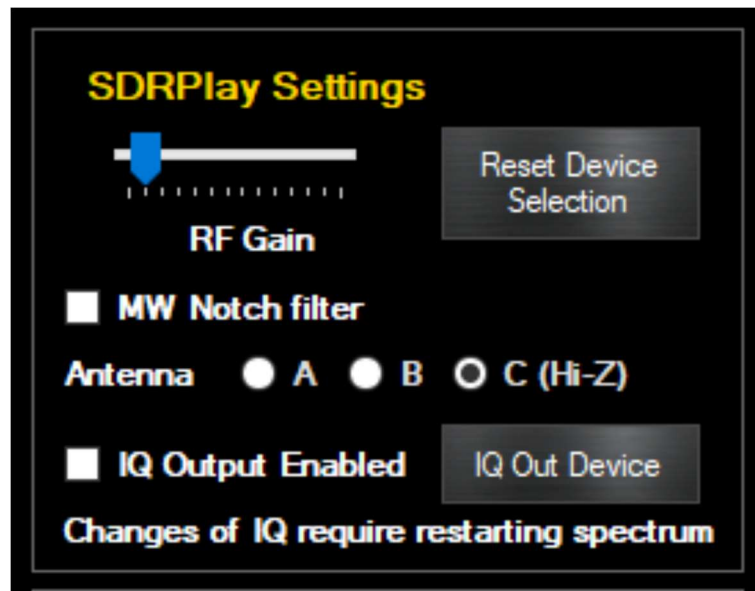 SDRPlay Settings
Reset Device
Selection
RF Gain
MW Notch filter
Antenna A B C (Hi-Z)
IQ Output Enabled
IQ Out Device
Changes of IQ require restarting spectrum